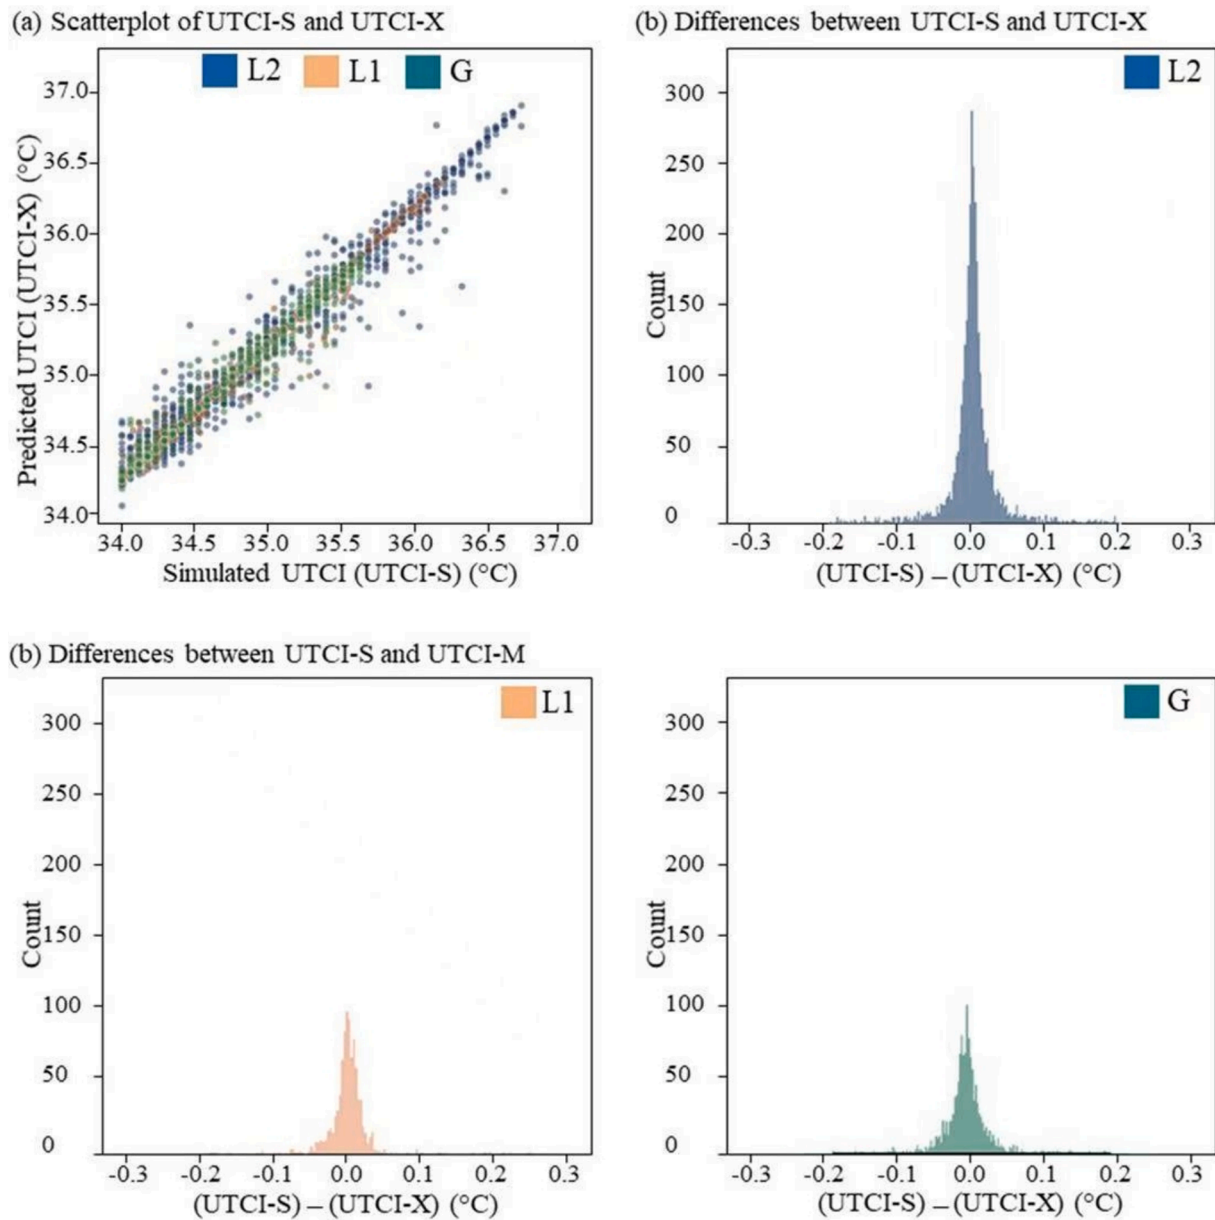 (a) Scatterplot of UTCI-S and UTCI-X
L2 L1 G
Predicted UTCI (UTCI-X) (°C)
37.0
36.5
36.0
35.5
35.0
34.5
34.0
34.0 34.5 35.0 35.5 36.0 36.5 37.0
Simulated UTCI (UTCI-S) (°C)
(b) Differences between UTCI-S and UTCI-X
L2
Count
300
250
200
150
100
50
0
-0.3 -0.2 -0.1 0.0 0.1 0.2 0.3
(UTCI-S) – (UTCI-X) (°C)
(b) Differences between UTCI-S and UTCI-M
L1
Count
300
250
200
150
100
50
0
-0.3 -0.2 -0.1 0.0 0.1 0.2 0.3
(UTCI-S) – (UTCI-X) (°C)
G
Count
300
250
200
150
100
50
0
-0.3 -0.2 -0.1 0.0 0.1 0.2 0.3
(UTCI-S) – (UTCI-X) (°C)